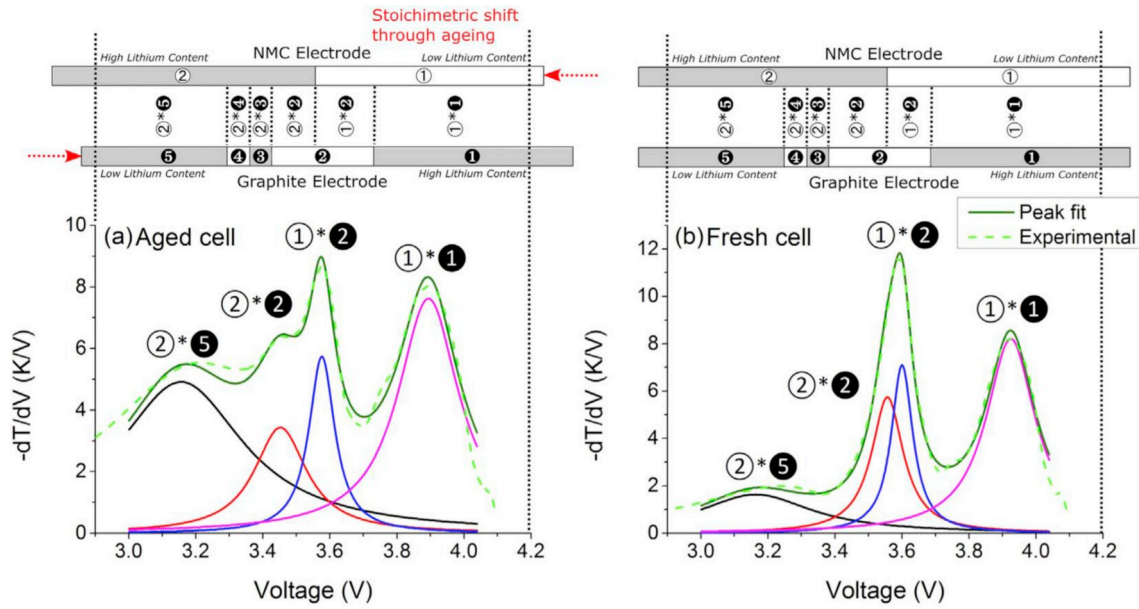 Stoichimetric shift
through ageing
High Lithium Content
NMC Electrode
Low Lithium Content
② ①
②*❺ ②*❹ ②*❸ ②*❷ ①*❷ ①*❶
❺ ❹ ❸ ❷ ❶
Low Lithium Content
Graphite Electrode
High Lithium Content
(a) Aged cell
②*❺
②*❷
①*❷
①*❶
-dT/dV (K/V)
10
8
6
4
2
0
3.0 3.2 3.4 3.6 3.8 4.0 4.2
Voltage (V)
High Lithium Content
NMC Electrode
Low Lithium Content
② ①
②*❺ ②*❹ ②*❸ ②*❷ ①*❷ ①*❶
❺ ❹ ❸ ❷ ❶
Low Lithium Content
Graphite Electrode
High Lithium Content
Peak fit
Experimental
(b) Fresh cell
②*❺
②*❷
①*❷
①*❶
-dT/dV (K/V)
12
10
8
6
4
2
0
3.0 3.2 3.4 3.6 3.8 4.0 4.2
Voltage (V)